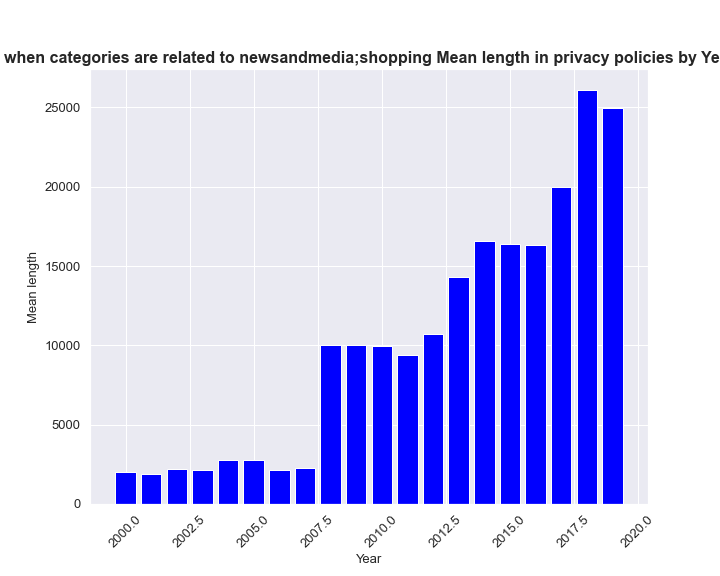 when categories are related to newsandmedia;shopping Mean length in privacy policies by Ye
25000
20000
15000
10000
5000
0
Mean length
2000.0 2002.5 2005.0 2007.5 2010.0 2012.5 2015.0 2017.5 2020.0
Year